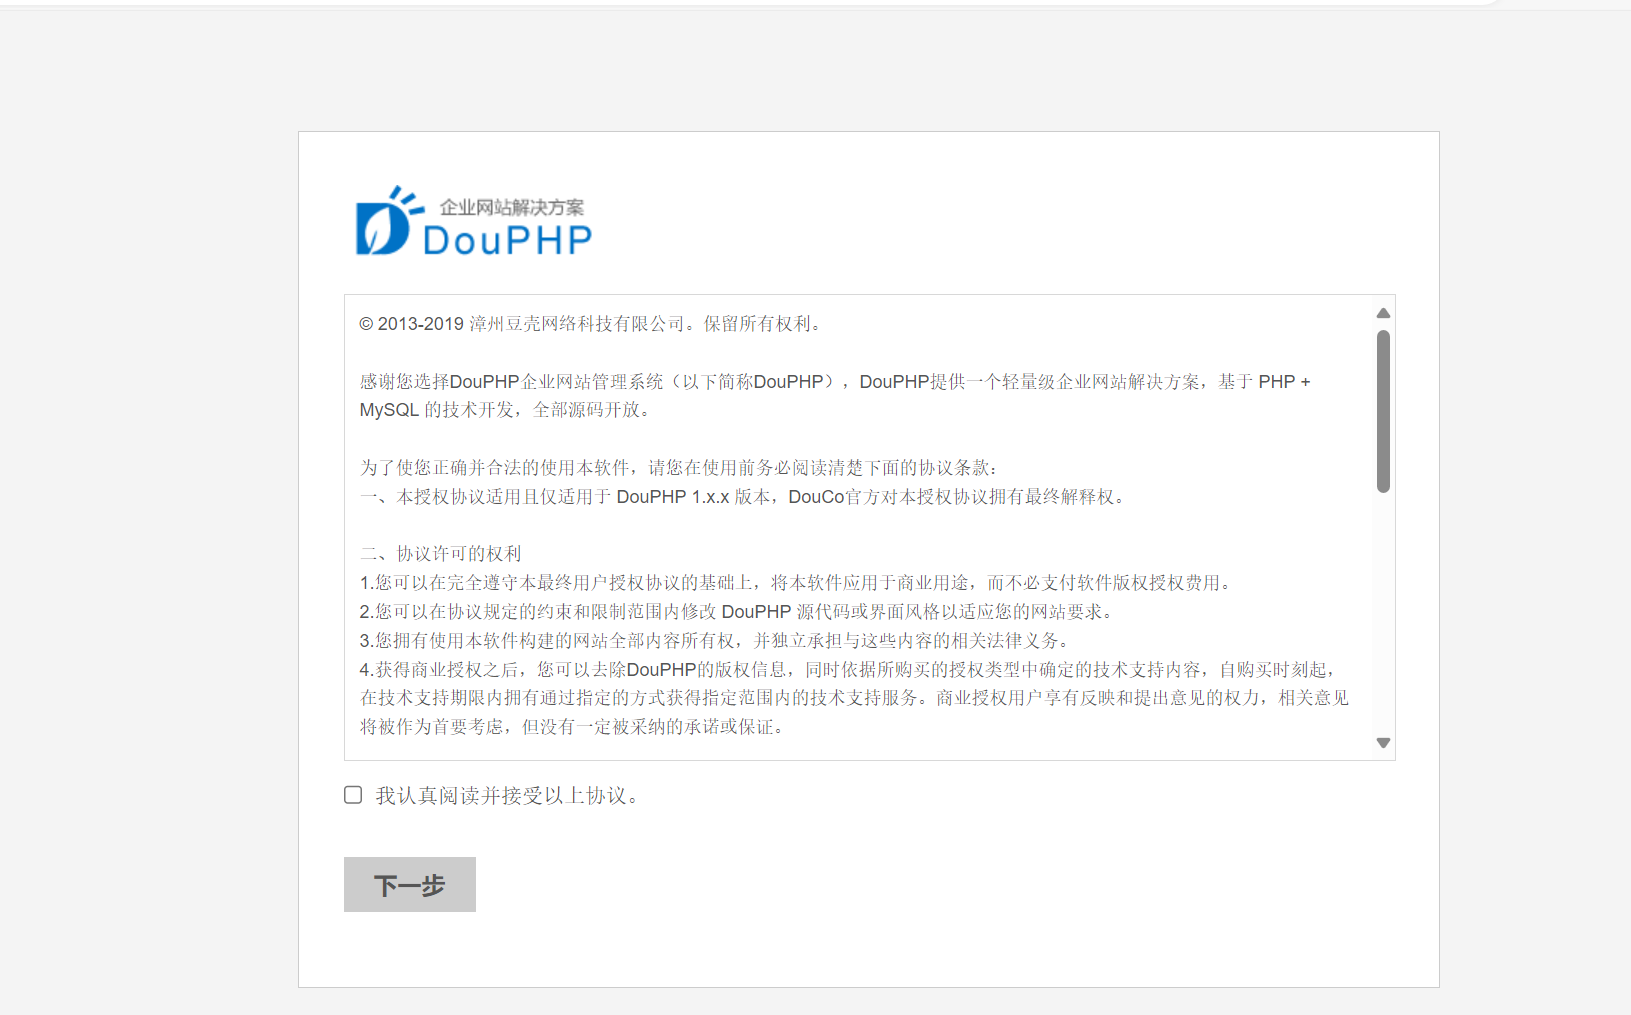 企业网站解决方案
DouPHP
© 2013-2019 漳州豆壳网络科技有限公司。保留所有权利。
感谢您选择DouPHP企业网站管理系统（以下简称DouPHP），DouPHP提供一个轻量级企业网站解决方案，基于 PHP +
MySQL 的技术开发，全部源码开放。
为了使您正确并合法的使用本软件，请您在使用前务必阅读清楚下面的协议条款：
一、本授权协议适用且仅适用于 DouPHP 1.x.x 版本，DouCo官方对本授权协议拥有最终解释权。
二、协议许可的权利
1.您可以在完全遵守本最终用户授权协议的基础上，将本软件应用于商业用途，而不必支付软件版权授权费用。
2.您可以在协议规定的约束和限制范围内修改 DouPHP 源代码或界面风格以适应您的网站要求。
3.您拥有使用本软件构建的网站全部内容所有权，并独立承担与这些内容的相关法律义务。
4.获得商业授权之后，您可以去除DouPHP的版权信息，同时依据所购买的授权类型中确定的技术支持内容，自购买时刻起，
在技术支持期限内拥有通过指定的方式获得指定范围内的技术支持服务。商业授权用户享有反映和提出意见的权力，相关意见
将被作为首要考虑，但没有一定被采纳的承诺或保证。
我认真阅读并接受以上协议。
下一步